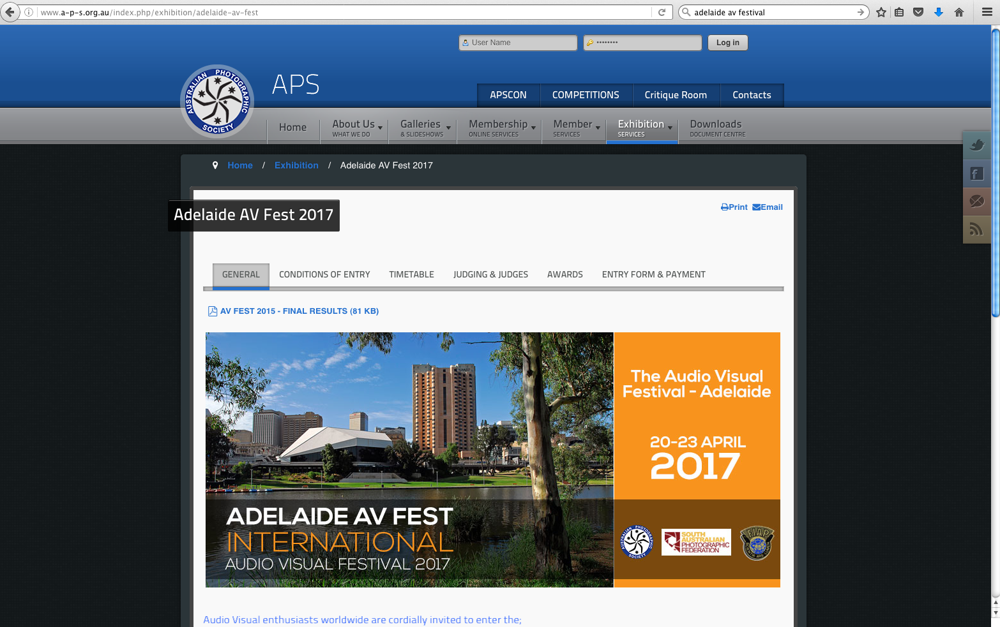 www.a-p-s.org.au/index.php/exhibition/adelaide-av-fest
adelaide av festival
User Name
••••••••
Log in
AUSTRALIAN PHOTOGRAPHIC SOCIETY
APS
APSCON
COMPETITIONS
Critique Room
Contacts
Home
About Us
WHAT WE DO
Galleries
& SLIDESHOWS
Membership
ONLINE SERVICES
Member
SERVICES
Exhibition
SERVICES
Downloads
DOCUMENT CENTRE
Home / Exhibition / Adelaide AV Fest 2017
Adelaide AV Fest 2017
Print
Email
GENERAL
CONDITIONS OF ENTRY
TIMETABLE
JUDGING & JUDGES
AWARDS
ENTRY FORM & PAYMENT
AV FEST 2015 - FINAL RESULTS (81 KB)
The Audio Visual
Festival - Adelaide
20-23 APRIL
2017
ADELAIDE AV FEST
INTERNATIONAL
AUDIO VISUAL FESTIVAL 2017
AUSTRALIAN PHOTOGRAPHIC SOCIETY
SOUTH
AUSTRALIAN
PHOTOGRAPHIC
FEDERATION
FIAP
Audio Visual enthusiasts worldwide are cordially invited to enter the;